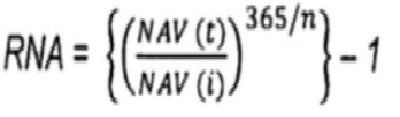 RNA = {(NAV (t) / NAV (i))^365/n} – 1